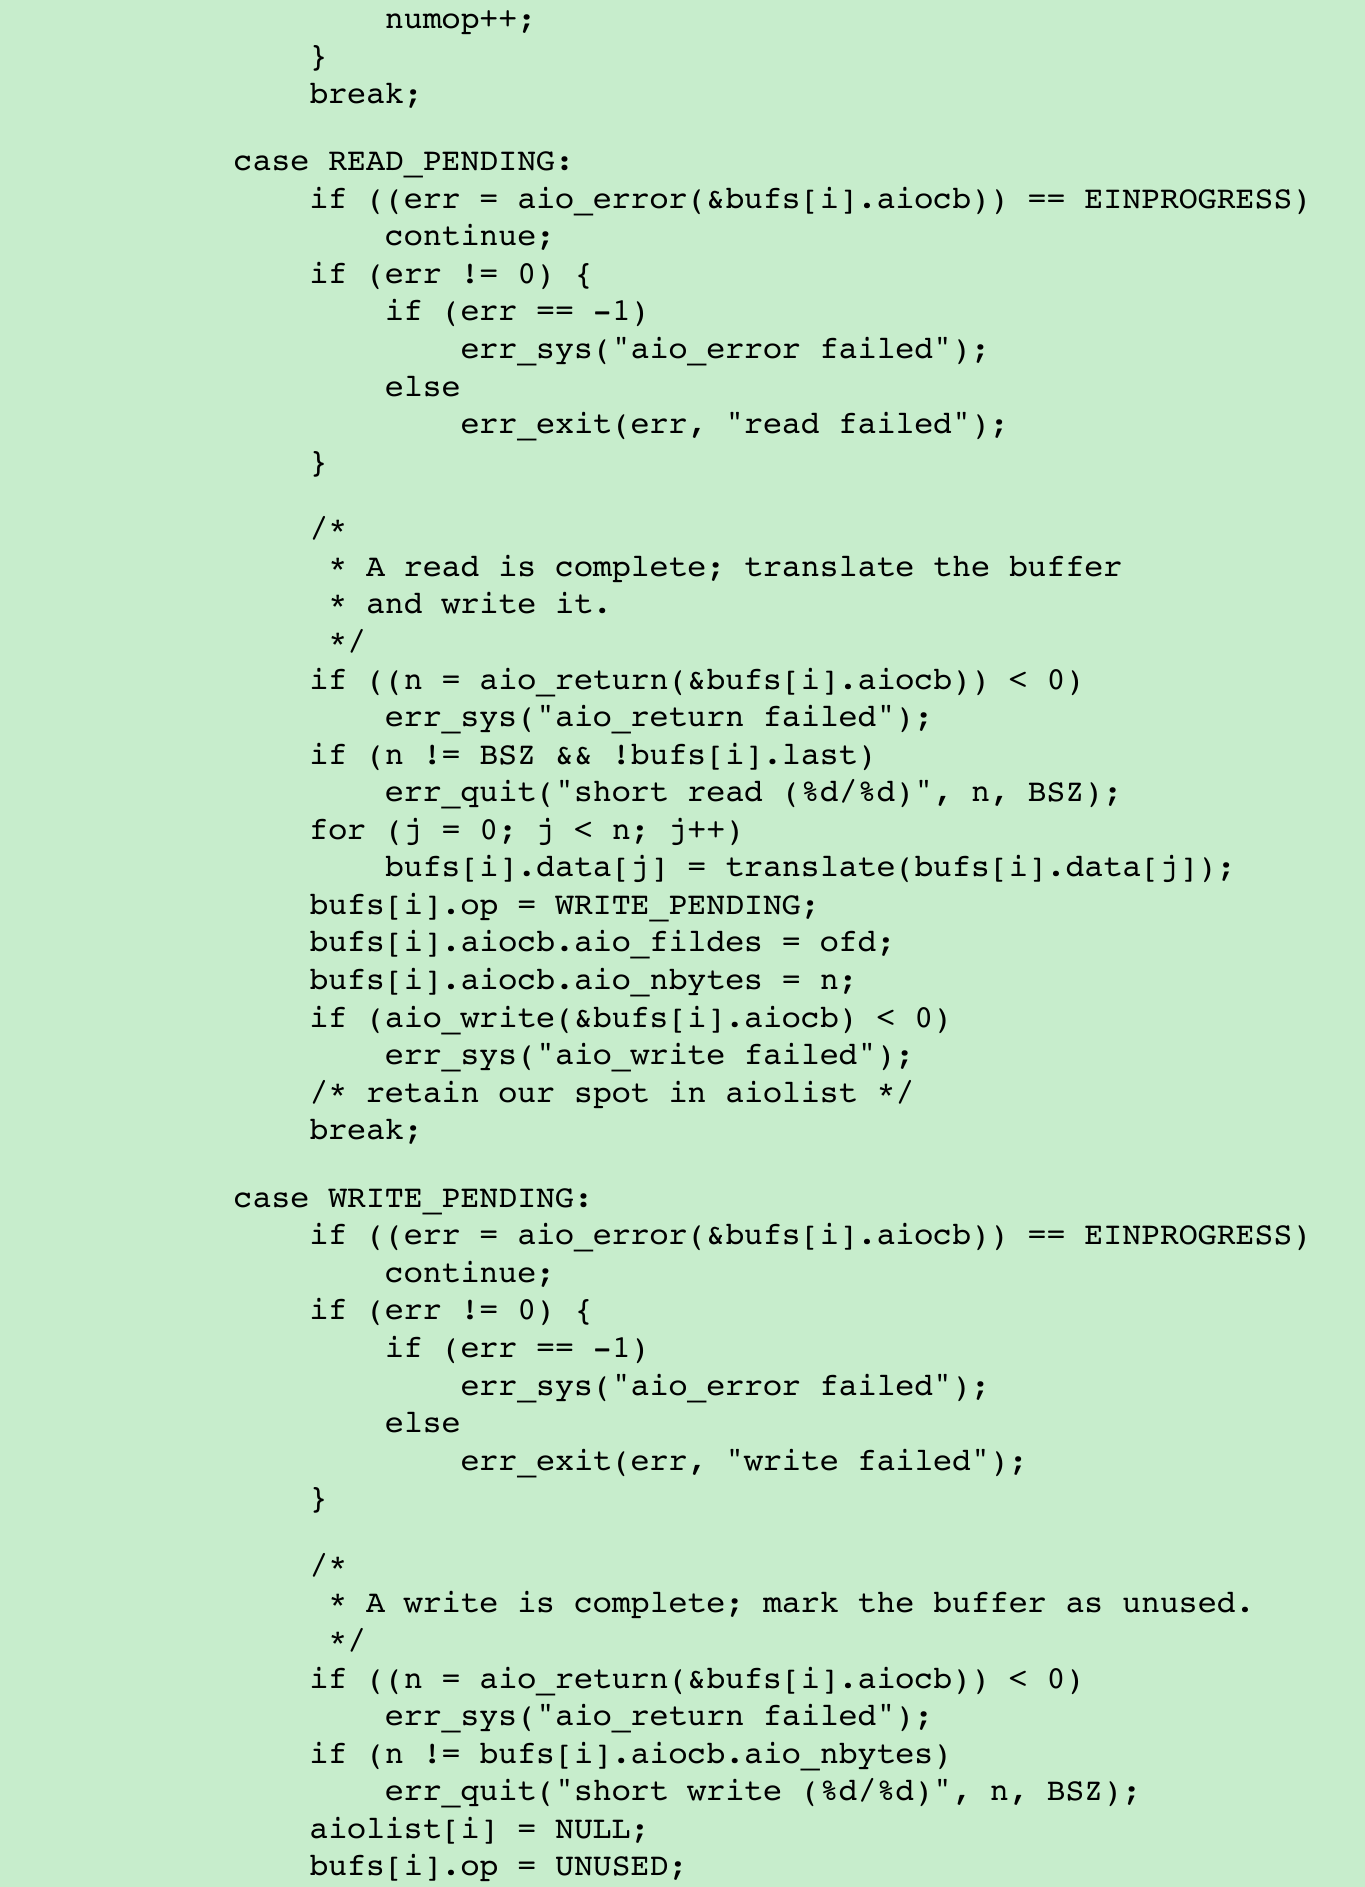 numop++;
}
break;
case READ_PENDING:
if ((err = aio_error(&bufs[i].aiocb)) == EINPROGRESS)
continue;
if (err != 0) {
if (err == -1)
err_sys("aio_error failed");
else
err_exit(err, "read failed");
}
/*
* A read is complete; translate the buffer
* and write it.
*/
if ((n = aio_return(&bufs[i].aiocb)) < 0)
err_sys("aio_return failed");
if (n != BSZ && !bufs[i].last)
err_quit("short read (%d/%d)", n, BSZ);
for (j = 0; j < n; j++)
bufs[i].data[j] = translate(bufs[i].data[j]);
bufs[i].op = WRITE_PENDING;
bufs[i].aiocb.aio_fildes = ofd;
bufs[i].aiocb.aio_nbytes = n;
if (aio_write(&bufs[i].aiocb) < 0)
err_sys("aio_write failed");
/* retain our spot in aiolist */
break;
case WRITE_PENDING:
if ((err = aio_error(&bufs[i].aiocb)) == EINPROGRESS)
continue;
if (err != 0) {
if (err == -1)
err_sys("aio_error failed");
else
err_exit(err, "write failed");
}
/*
* A write is complete; mark the buffer as unused.
*/
if ((n = aio_return(&bufs[i].aiocb)) < 0)
err_sys("aio_return failed");
if (n != bufs[i].aiocb.aio_nbytes)
err_quit("short write (%d/%d)", n, BSZ);
aiolist[i] = NULL;
bufs[i].op = UNUSED;